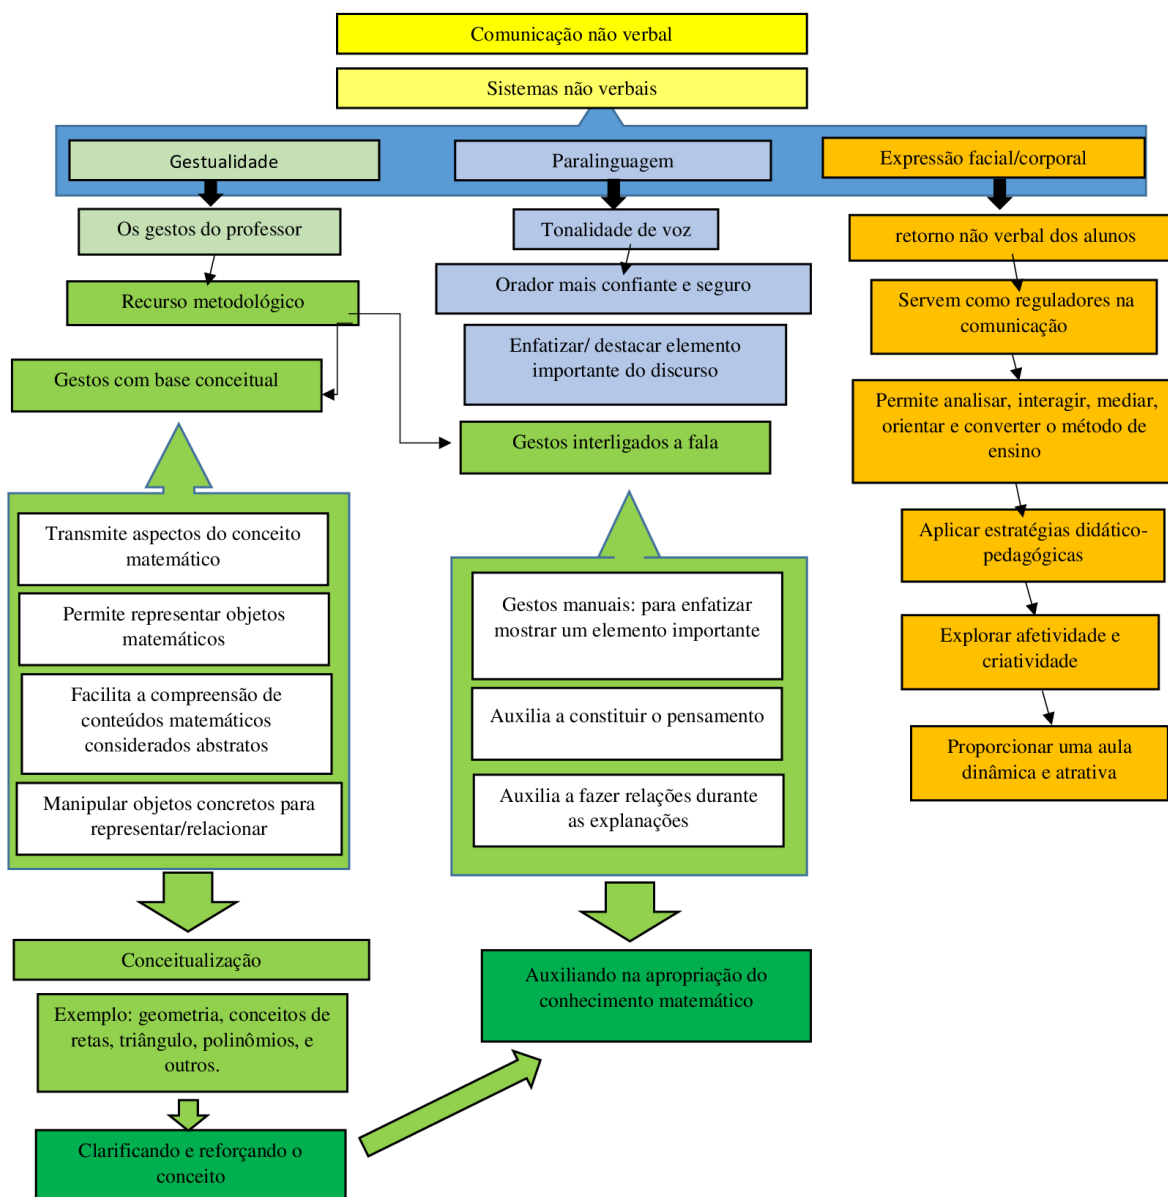 Comunicação não verbal
Sistemas não verbais
Gestualidade
Paralinguagem
Expressão facial/corporal
Os gestos do professor
Tonalidade de voz
retorno não verbal dos alunos
Recurso metodológico
Orador mais confiante e seguro
Servem como reguladores na
comunicação
Gestos com base conceitual
Enfatizar/ destacar elemento
importante do discurso
Permite analisar, interagir, mediar,
orientar e converter o método de
ensino
Gestos interligados a fala
Transmite aspectos do conceito
matemático
Permite representar objetos
matemáticos
Facilita a compreensão de
conteúdos matemáticos
considerados abstratos
Manipular objetos concretos para
representar/relacionar
Gestos manuais: para enfatizar
mostrar um elemento importante
Auxilia a constituir o pensamento
Auxilia a fazer relações durante
as explanações
Aplicar estratégias didático-
pedagógicas
Explorar afetividade e
criatividade
Proporcionar uma aula
dinâmica e atrativa
Conceitualização
Exemplo: geometria, conceitos de
retas, triângulo, polinômios, e
outros.
Clarificando e reforçando o
conceito
Auxiliando na apropriação do
conhecimento matemático